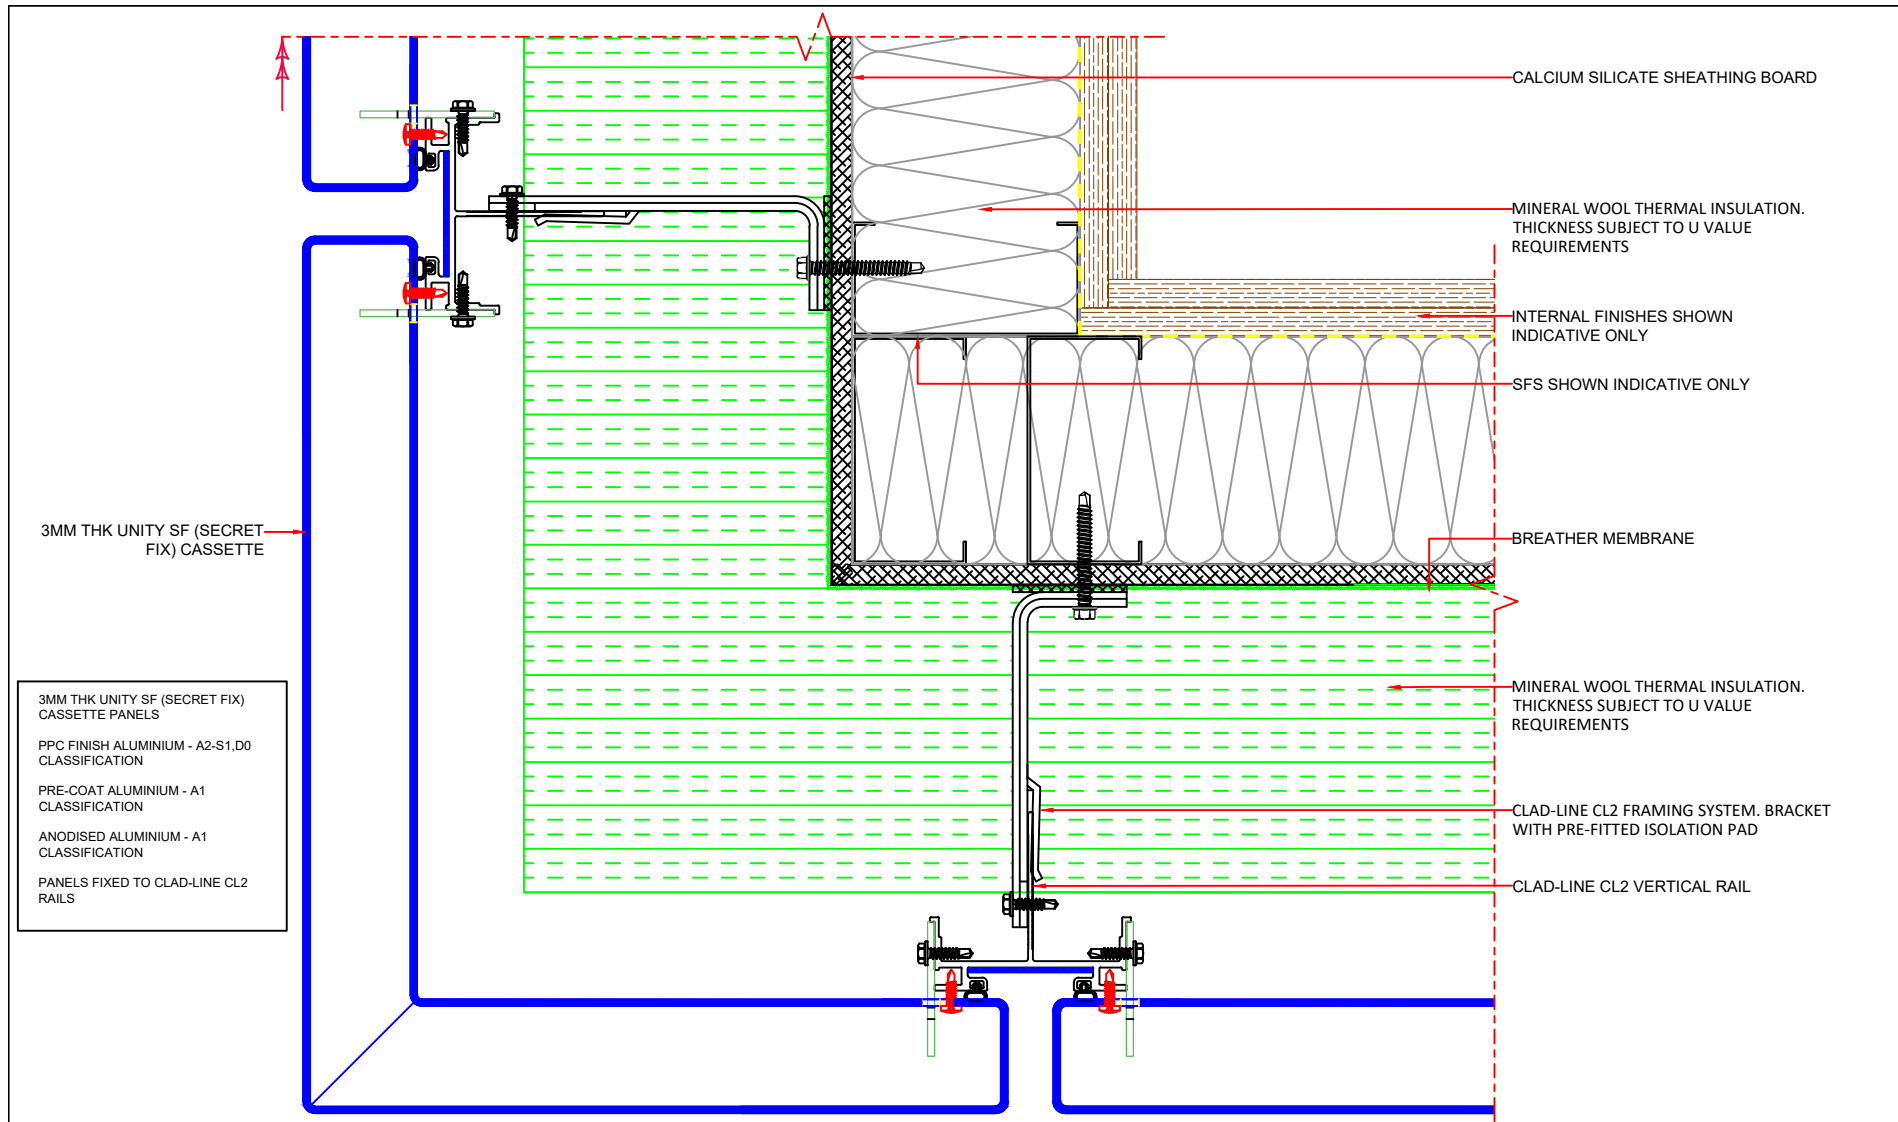 CALCIUM SILICATE SHEATHING BOARD
MINERAL WOOL THERMAL INSULATION.
THICKNESS SUBJECT TO U VALUE
REQUIREMENTS
INTERNAL FINISHES SHOWN
INDICATIVE ONLY
SFS SHOWN INDICATIVE ONLY
3MM THK UNITY SF (SECRET
FIX) CASSETTE
BREATHER MEMBRANE
MINERAL WOOL THERMAL INSULATION.
THICKNESS SUBJECT TO U VALUE
REQUIREMENTS
3MM THK UNITY SF (SECRET FIX)
CASSETTE PANELS
PPC FINISH ALUMINIUM - A2-S1,D0
CLASSIFICATION
PRE-COAT ALUMINIUM - A1
CLASSIFICATION
ANODISED ALUMINIUM - A1
CLASSIFICATION
PANELS FIXED TO CLAD-LINE CL2
RAILS
CLAD-LINE CL2 FRAMING SYSTEM. BRACKET
WITH PRE-FITTED ISOLATION PAD
CLAD-LINE CL2 VERTICAL RAIL